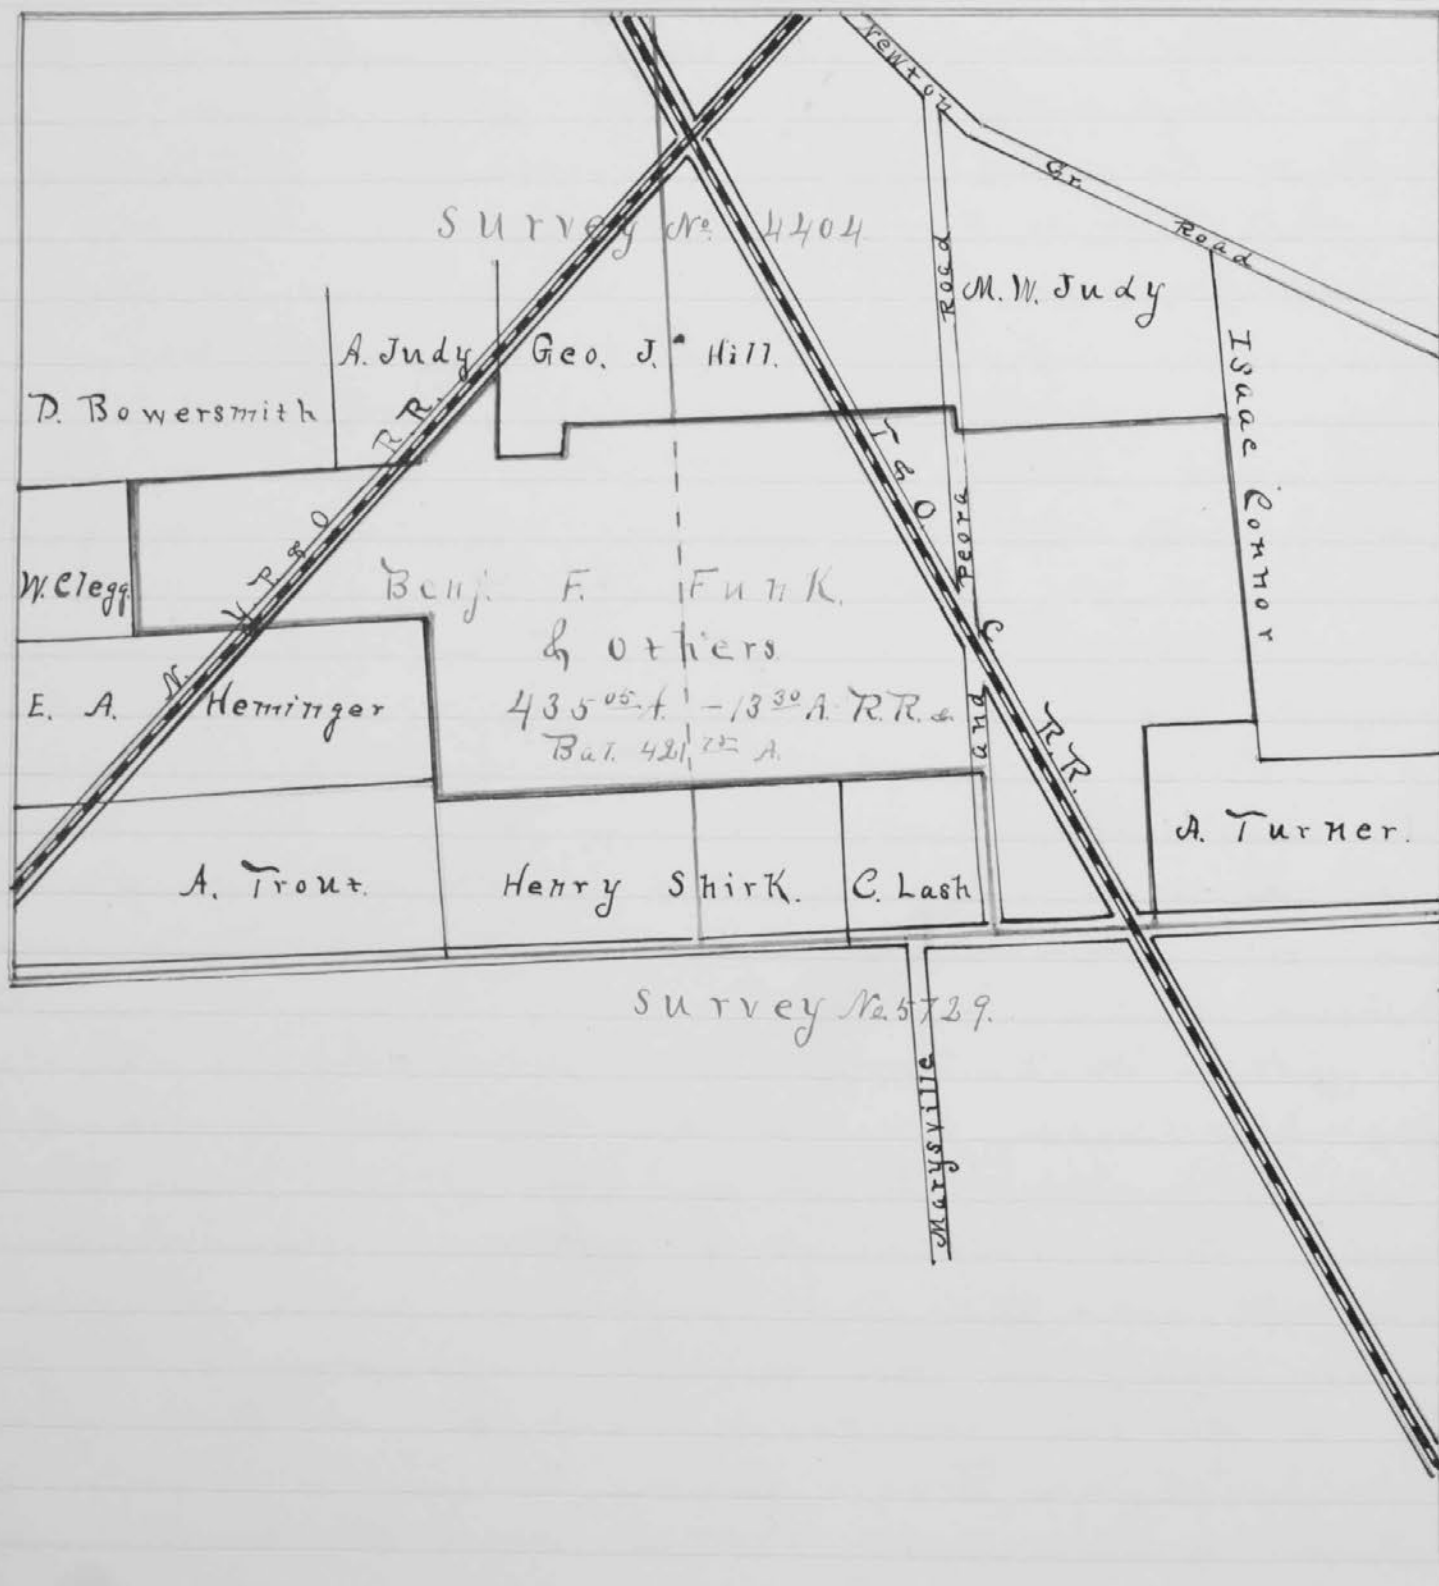 Newton Gr. Road
Survey No. 4404
M. W. Judy
A. Judy
Geo. J. Hill.
D. Bowersmith
Isaac Connor
W. Clegg.
N. Y. P. & O. R. R.
T & O. C R. R.
Marysville and Peora Road
Benj. F. Funk.
& others
435 05 A. - 13 30 A. R. R. &
Bal. 421 75 A.
E. A. Heminger
A. Trout.
Henry Shirk.
C. Lash
A. Turner.
Survey No. 5729.